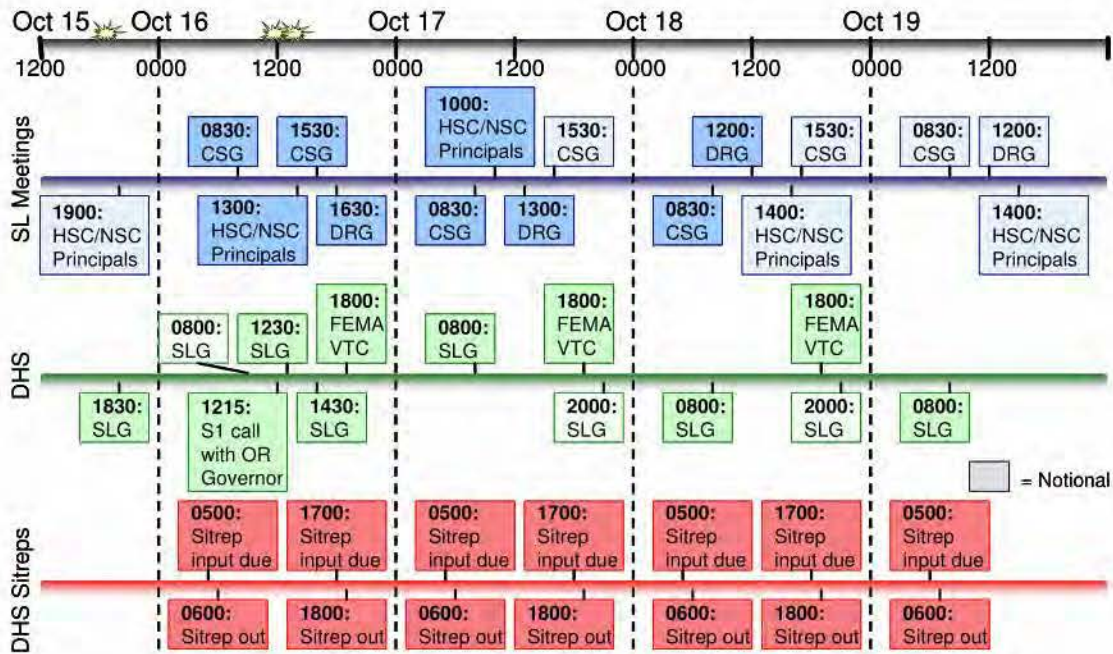 Oct 15 Oct 16 Oct 17 Oct 18 Oct 19
1200 0000 1200 0000 1200 0000 1200 0000 1200
SL Meetings
0830:
CSG
1530:
CSG
1000:
HSC/NSC
Principals
1530:
CSG
1200:
DRG
1530:
CSG
0830:
CSG
1200:
DRG
1900:
HSC/NSC
Principals
1300:
HSC/NSC
Principals
1630:
DRG
0830:
CSG
1300:
DRG
0830:
CSG
1400:
HSC/NSC
Principals
1400:
HSC/NSC
Principals
DHS
0800:
SLG
1230:
SLG
1800:
FEMA
VTC
0800:
SLG
1800:
FEMA
VTC
1800:
FEMA
VTC
1830:
SLG
1215:
S1 call
with OR
Governor
1430:
SLG
2000:
SLG
0800:
SLG
2000:
SLG
0800:
SLG
= Notional
DHS Sitreps
0500:
Sitrep
input due
1700:
Sitrep
input due
0500:
Sitrep
input due
1700:
Sitrep
input due
0500:
Sitrep
input due
1700:
Sitrep
input due
0500:
Sitrep
input due
0600:
Sitrep out
1800:
Sitrep out
0600:
Sitrep out
1800:
Sitrep out
0600:
Sitrep out
1800:
Sitrep out
0600:
Sitrep out